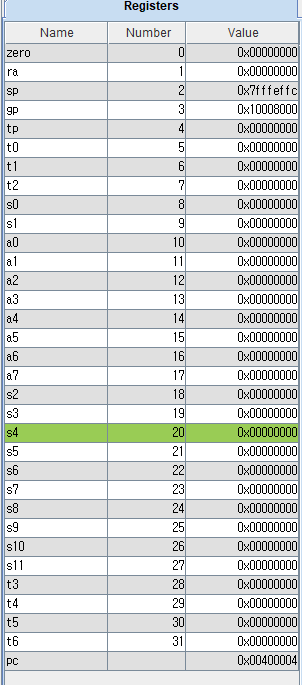 Registers
Name Number Value
zero 0 0x00000000
ra 1 0x00000000
sp 2 0x7fffeffc
gp 3 0x10008000
tp 4 0x00000000
t0 5 0x00000000
t1 6 0x00000000
t2 7 0x00000000
s0 8 0x00000000
s1 9 0x00000000
a0 10 0x00000000
a1 11 0x00000000
a2 12 0x00000000
a3 13 0x00000000
a4 14 0x00000000
a5 15 0x00000000
a6 16 0x00000000
a7 17 0x00000000
s2 18 0x00000000
s3 19 0x00000000
s4 20 0x00000000
s5 21 0x00000000
s6 22 0x00000000
s7 23 0x00000000
s8 24 0x00000000
s9 25 0x00000000
s10 26 0x00000000
s11 27 0x00000000
t3 28 0x00000000
t4 29 0x00000000
t5 30 0x00000000
t6 31 0x00000000
pc 0x00400004